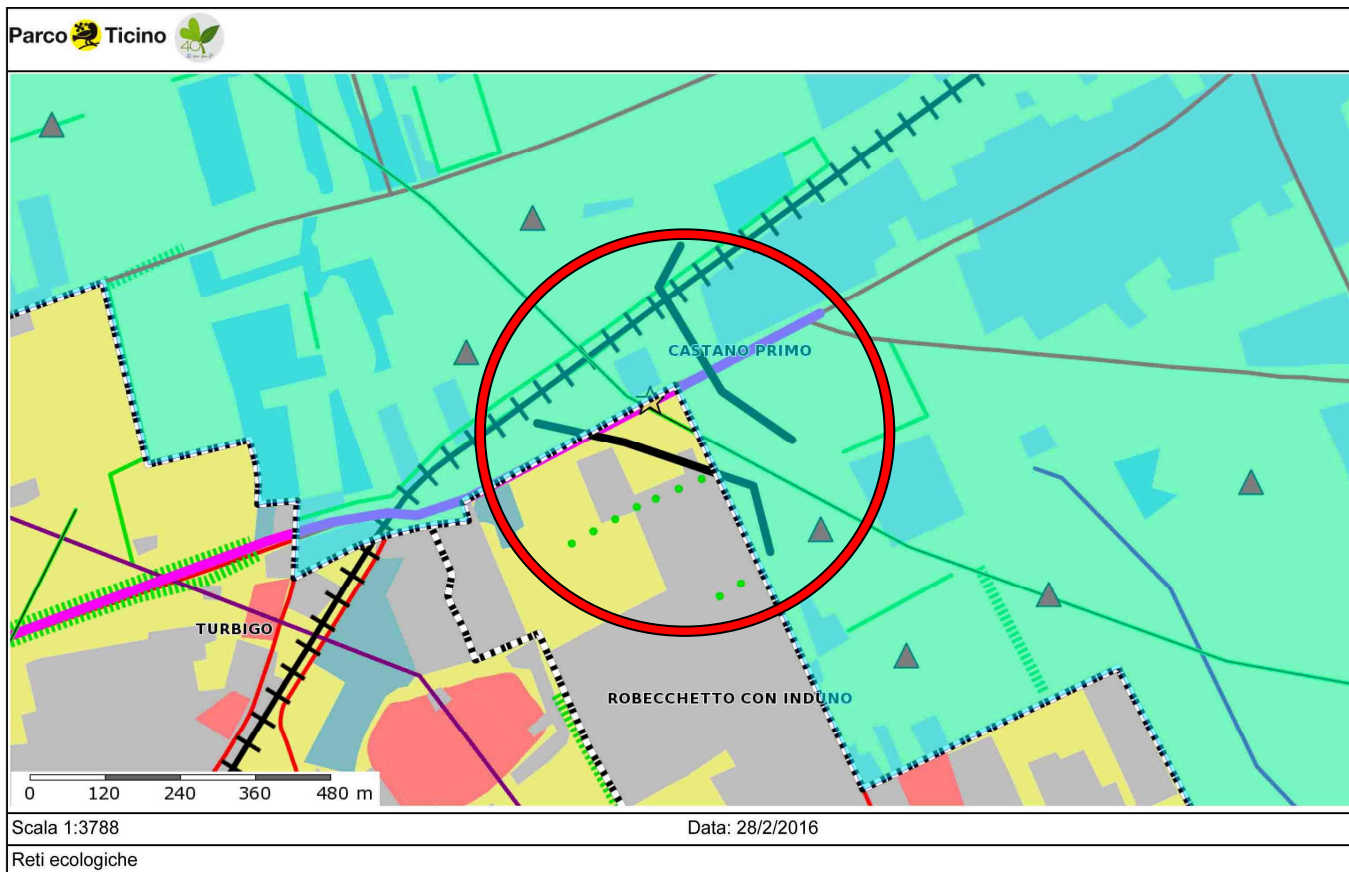 Parco Ticino
40
CASTANO PRIMO
TURBIGO
ROBECCHETTO CON INDUNO
0 120 240 360 480 m
Scala 1:3788 Data: 28/2/2016
Reti ecologiche